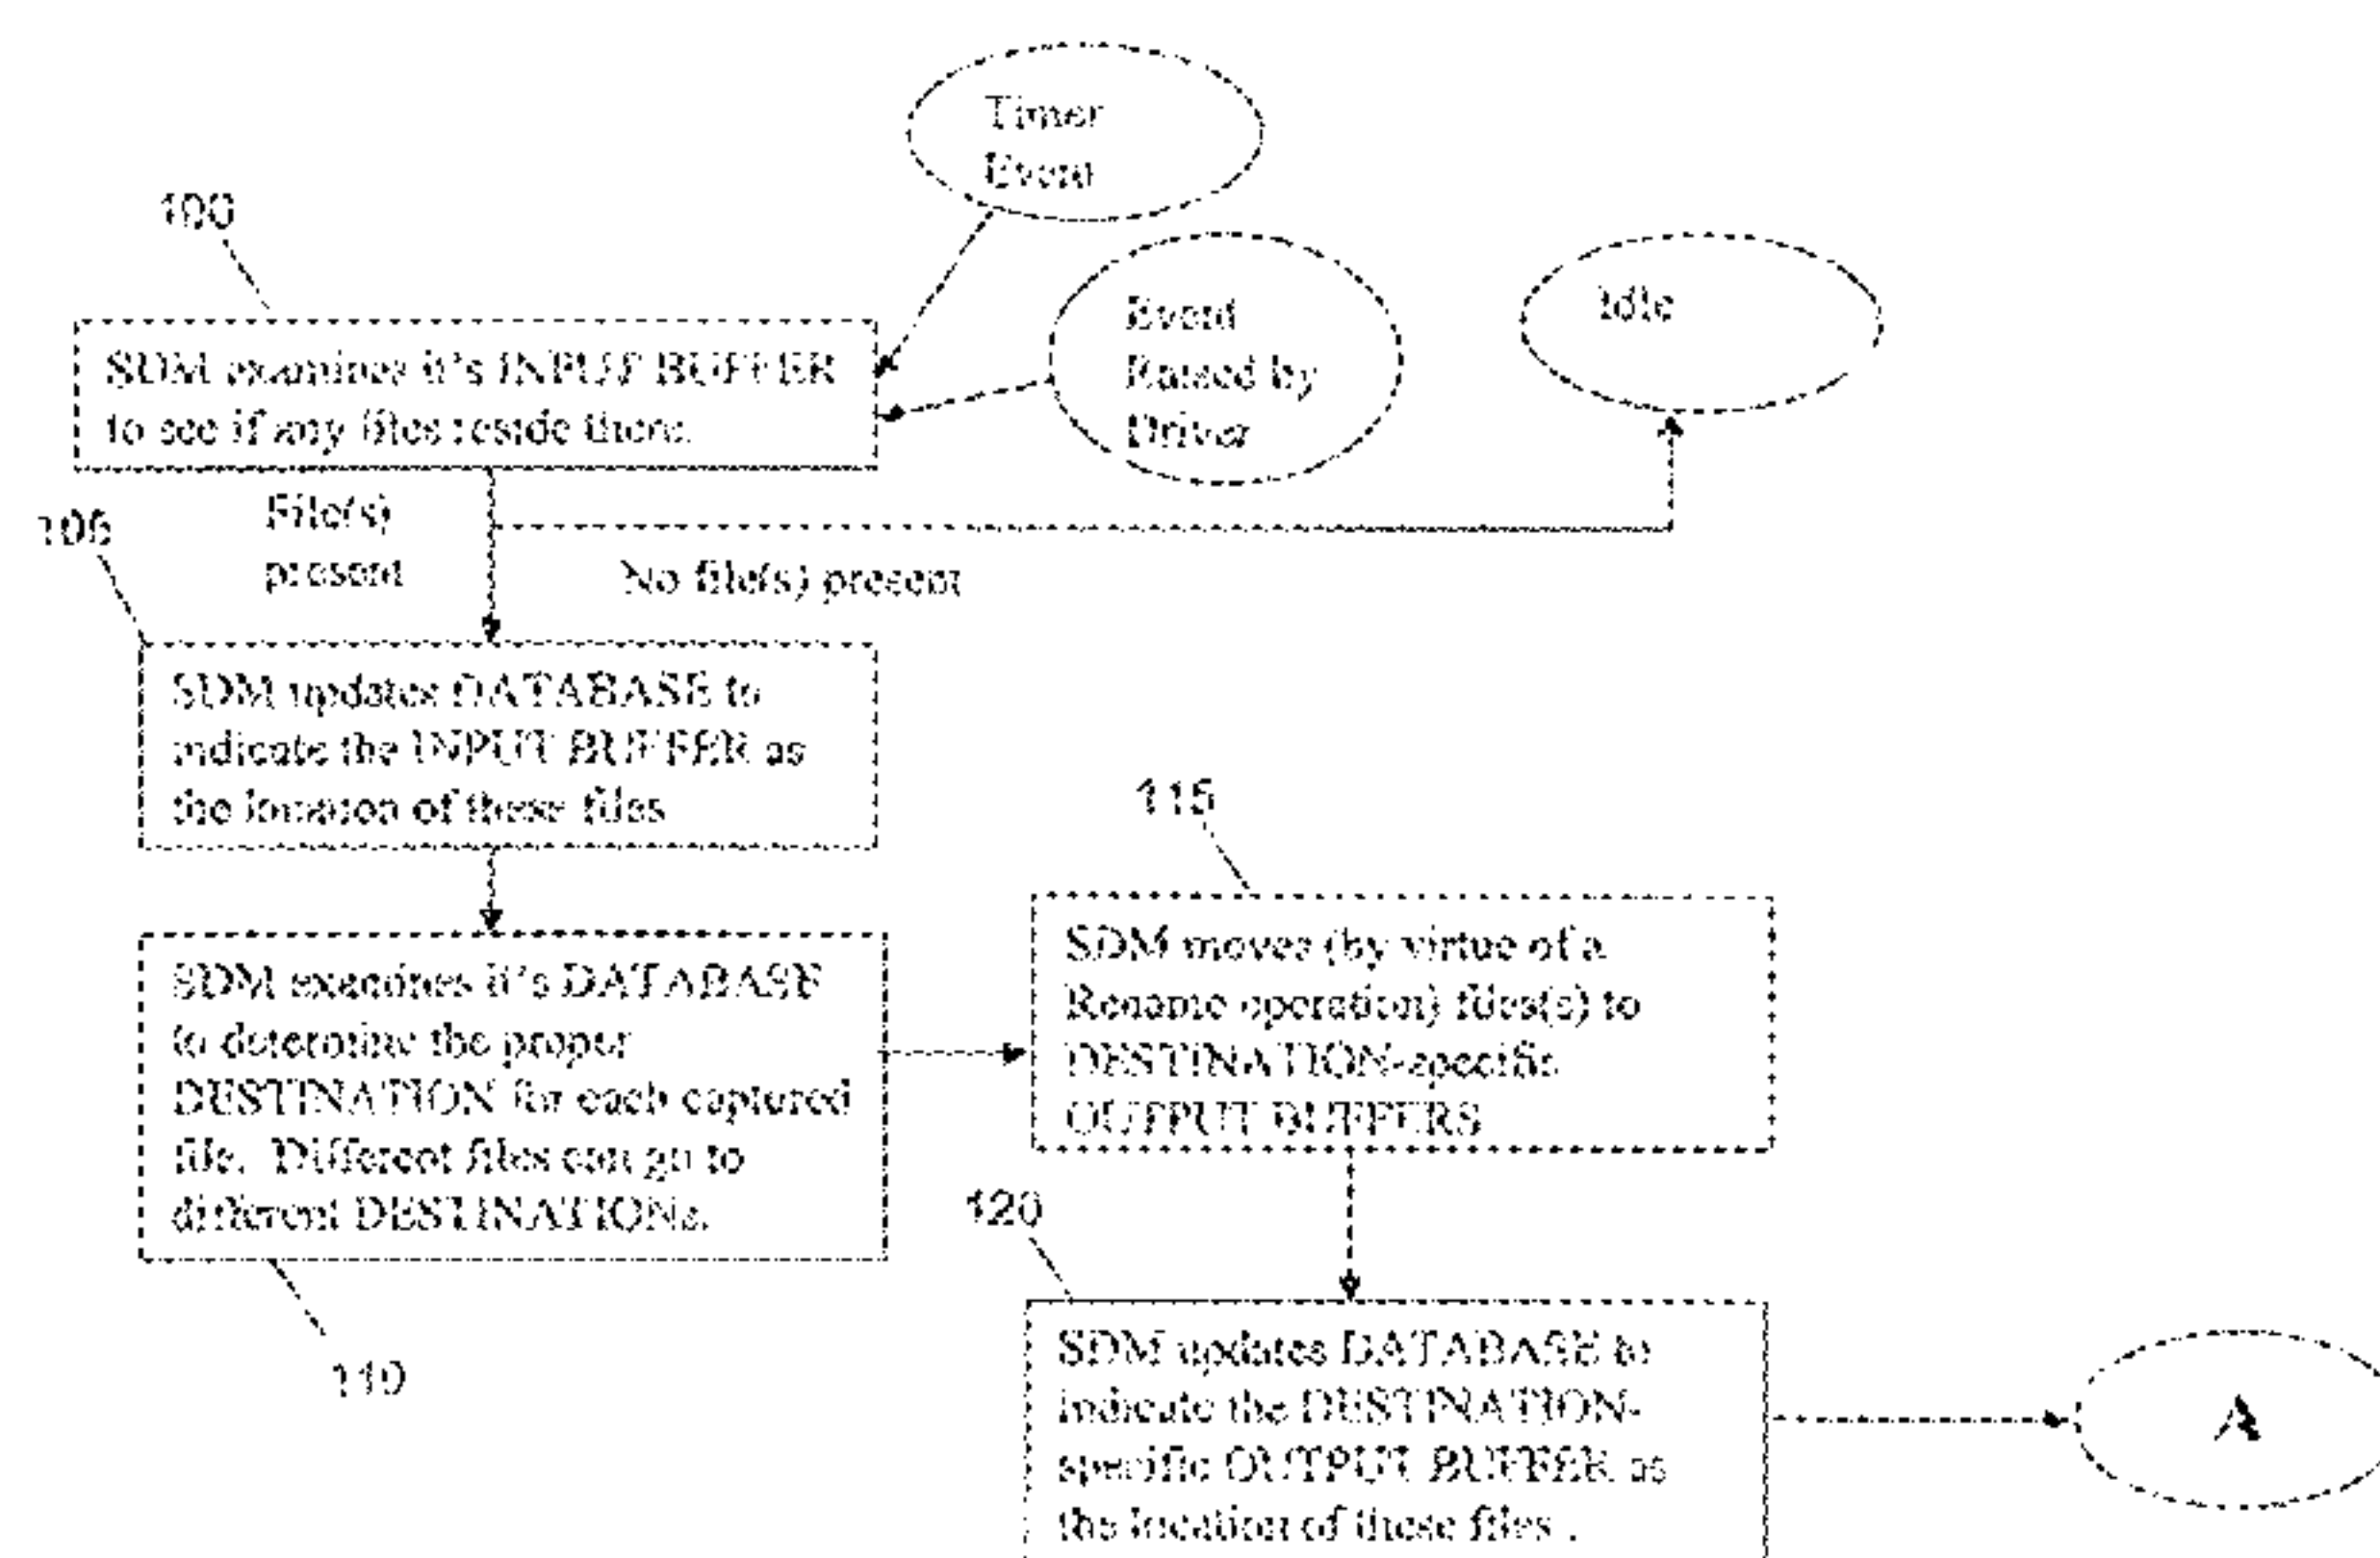 Timer
Event
100
Event
Raised by
Driver
Idle
SDM examines it's INPUT BUFFER
to see if any files reside there.
File(s)
present
No file(s) present
105
SDM updates DATABASE to
indicate the INPUT BUFFER as
the location of these files
115
SDM examines it's DATABASE
to determine the proper
DESTINATION for each captured
file. Different files can go to
different DESTINATIONs.
110
SDM moves (by virtue of a
Rename operation) files(s) to
DESTINATION-specific
OUTPUT BUFFERS
120
SDM updates DATABASE to
indicate the DESTINATION-
specific OUTPUT BUFFER as
the location of these files .
A